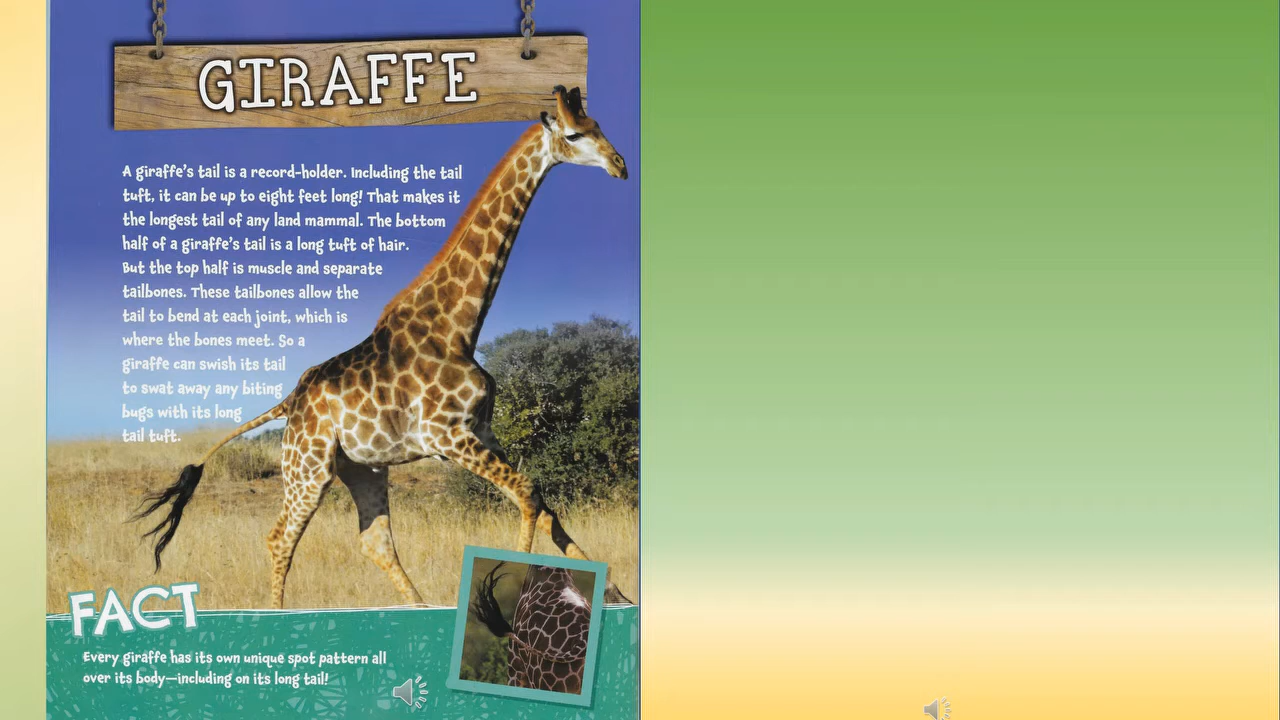 GIRAFFE
A giraffe's tail is a record-holder. Including the tail
tuft, it can be up to eight feet long! That makes it
the longest tail of any land mammal. The bottom
half of a giraffe's tail is a long tuft of hair.
But the top half is muscle and separate
tailbones. These tailbones allow the
tail to bend at each joint, which is
where the bones meet. So a
giraffe can swish its tail
to swat away any biting
bugs with its long
tail tuft.
FACT
Every giraffe has its own unique spot pattern all
over its body—including on its long tail!